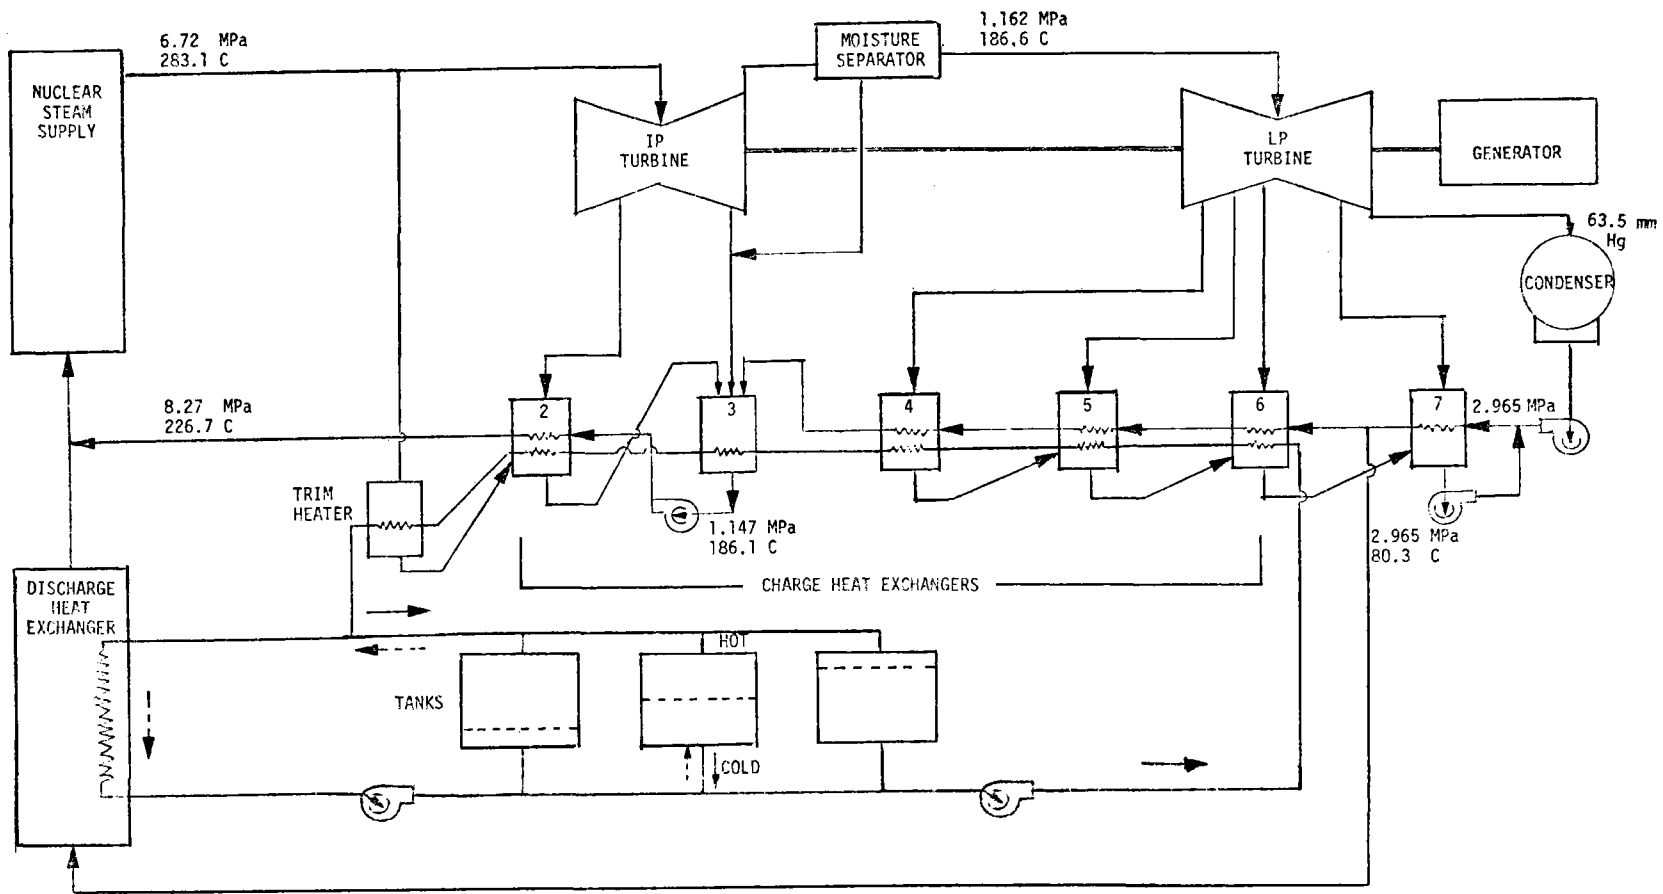 6.72 MPa
283.1 C
1.162 MPa
186.6 C
MOISTURE
SEPARATOR
NUCLEAR
STEAM
SUPPLY
IP
TURBINE
LP
TURBINE
GENERATOR
63.5 mm
Hg
CONDENSER
8.27 MPa
226.7 C
2
3
4
5
6
7
2.965 MPa
TRIM
HEATER
1.147 MPa
186.1 C
2.965 MPa
80.3 C
CHARGE HEAT EXCHANGERS
DISCHARGE
HEAT
EXCHANGER
HOT
TANKS
COLD